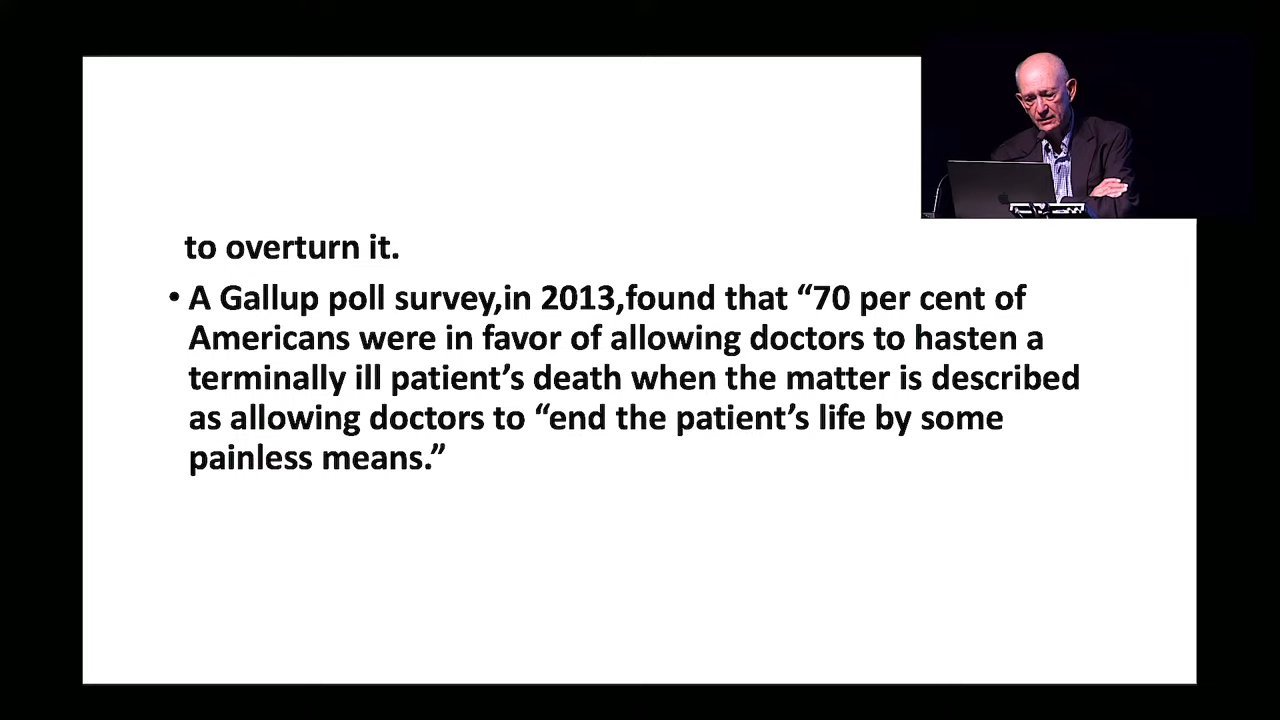 to overturn it.
• A Gallup poll survey,in 2013,found that “70 per cent of
Americans were in favor of allowing doctors to hasten a
terminally ill patient’s death when the matter is described
as allowing doctors to “end the patient’s life by some
painless means.”